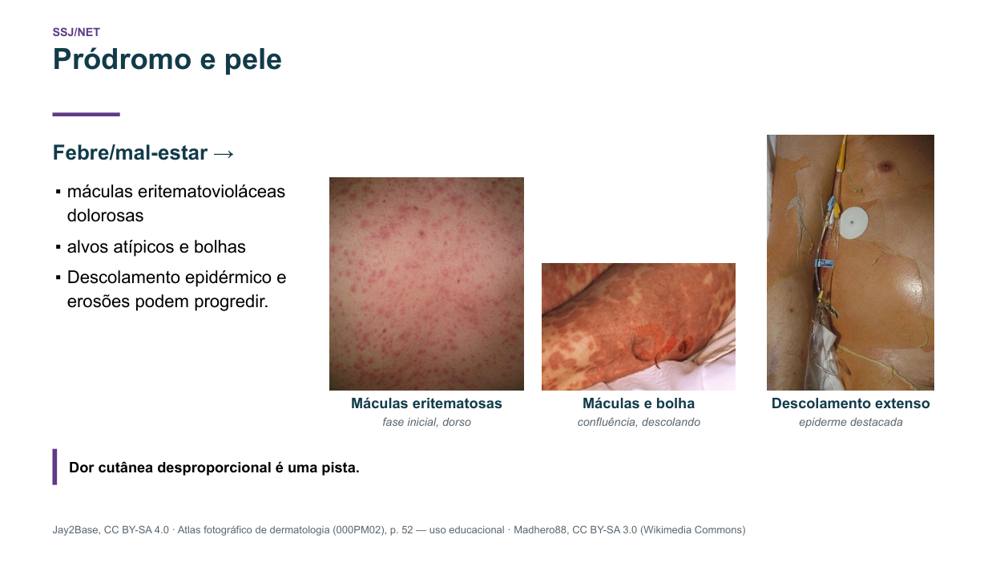 SSJ/NET
Pródromo e pele
Febre/mal-estar →
▪ máculas eritematovioláceas
dolorosas
▪ alvos atípicos e bolhas
▪ Descolamento epidérmico e
erosões podem progredir.
Máculas eritematosas
fase inicial, dorso
Máculas e bolha
confluência, descolando
Descolamento extenso
epiderme destacada
Dor cutânea desproporcional é uma pista.
Jay2Base, CC BY-SA 4.0 · Atlas fotográfico de dermatologia (000PM02), p. 52 — uso educacional · Madhero88, CC BY-SA 3.0 (Wikimedia Commons)